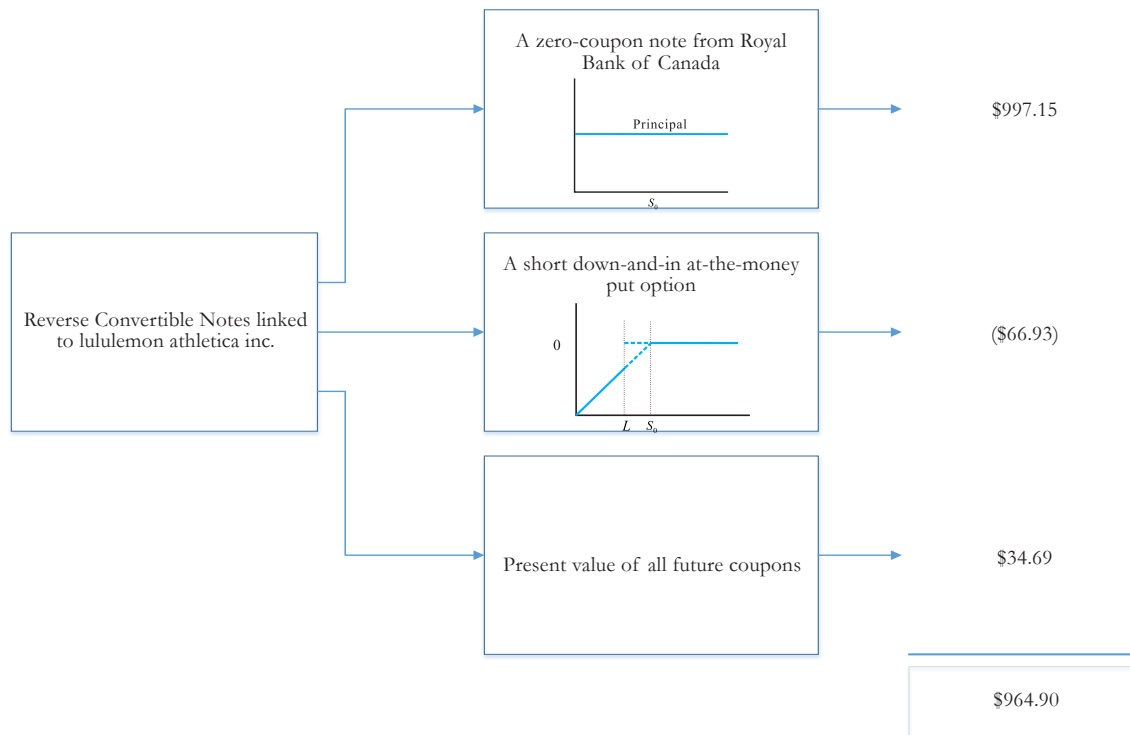 A zero-coupon note from Royal
Bank of Canada
Principal
S₀
$997.15
Reverse Convertible Notes linked
to lululemon athletica inc.
A short down-and-in at-the-money
put option
0
L
S₀
($66.93)
Present value of all future coupons
$34.69
$964.90